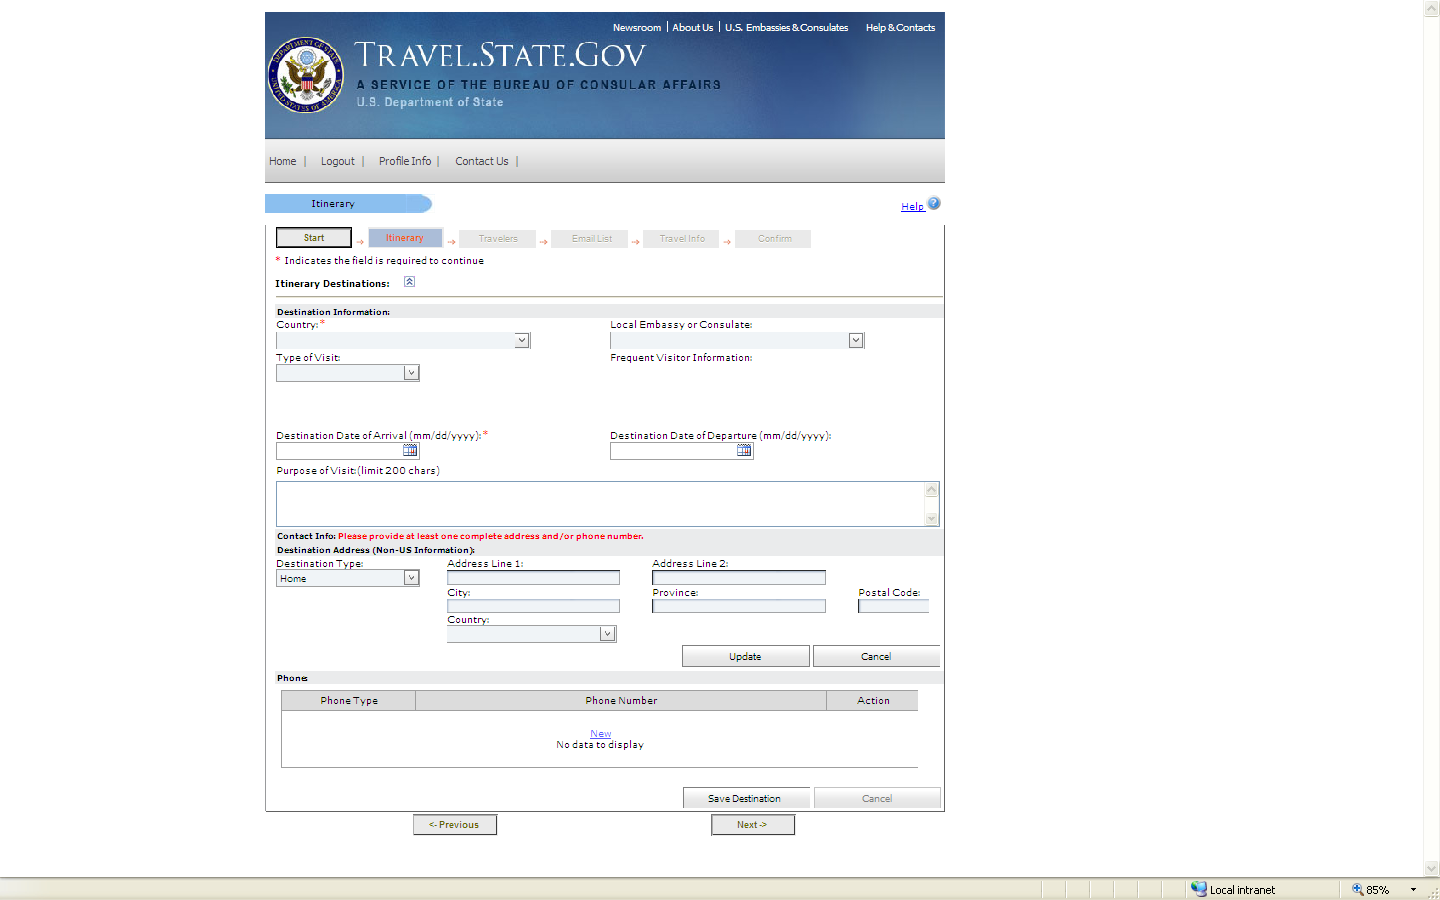 Newsroom About Us U.S. Embassies & Consulates Help & Contacts
TRAVEL.STATE.GOV
A SERVICE OF THE BUREAU OF CONSULAR AFFAIRS
U.S. Department of State
Home | Logout | Profile Info | Contact Us |
Itinerary
Help ?
Start Itinerary Travelers Email List Travel Info Confirm
* Indicates the field is required to continue
Itinerary Destinations:
Destination Information:
Country:* Local Embassy or Consulate:
Type of Visit: Frequent Visitor Information:
Destination Date of Arrival (mm/dd/yyyy):* Destination Date of Departure (mm/dd/yyyy):
Purpose of Visit:(limit 200 chars)
Contact Info: Please provide at least one complete address and/or phone number.
Destination Address (Non-US Information):
Destination Type: Address Line 1: Address Line 2:
Home
City: Province: Postal Code:
Country:
Update Cancel
Phones
Phone Type Phone Number Action
New
No data to display
Save Destination Cancel
<- Previous Next ->
Local intranet 85%